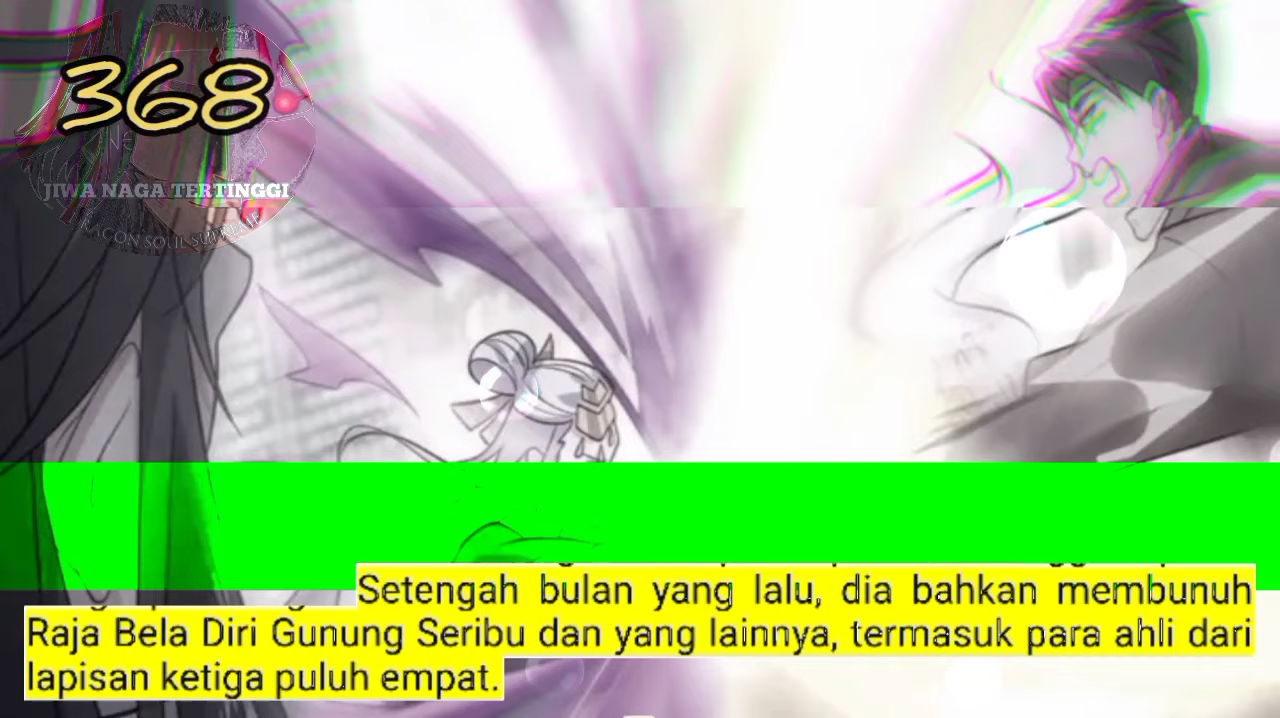 368
JIWA NAGA TERTINGGI
Setengah bulan yang lalu, dia bahkan membunuh
Raja Bela Diri Gunung Seribu dan yang lainnya, termasuk para ahli dari
lapisan ketiga puluh empat.